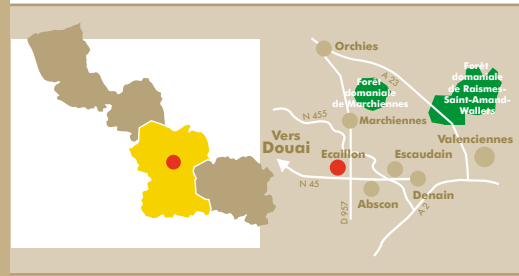 Orchies
A 23
Forêt
domaniale
de Marchiennes
Forêt
domaniale
de Raismes-
Saint-Amand-
Wallets
N 455
Marchiennes
Vers
Douai
Ecaillon
Escaudain
Valenciennes
N 45
Abscon
Denain
D 957
A 2